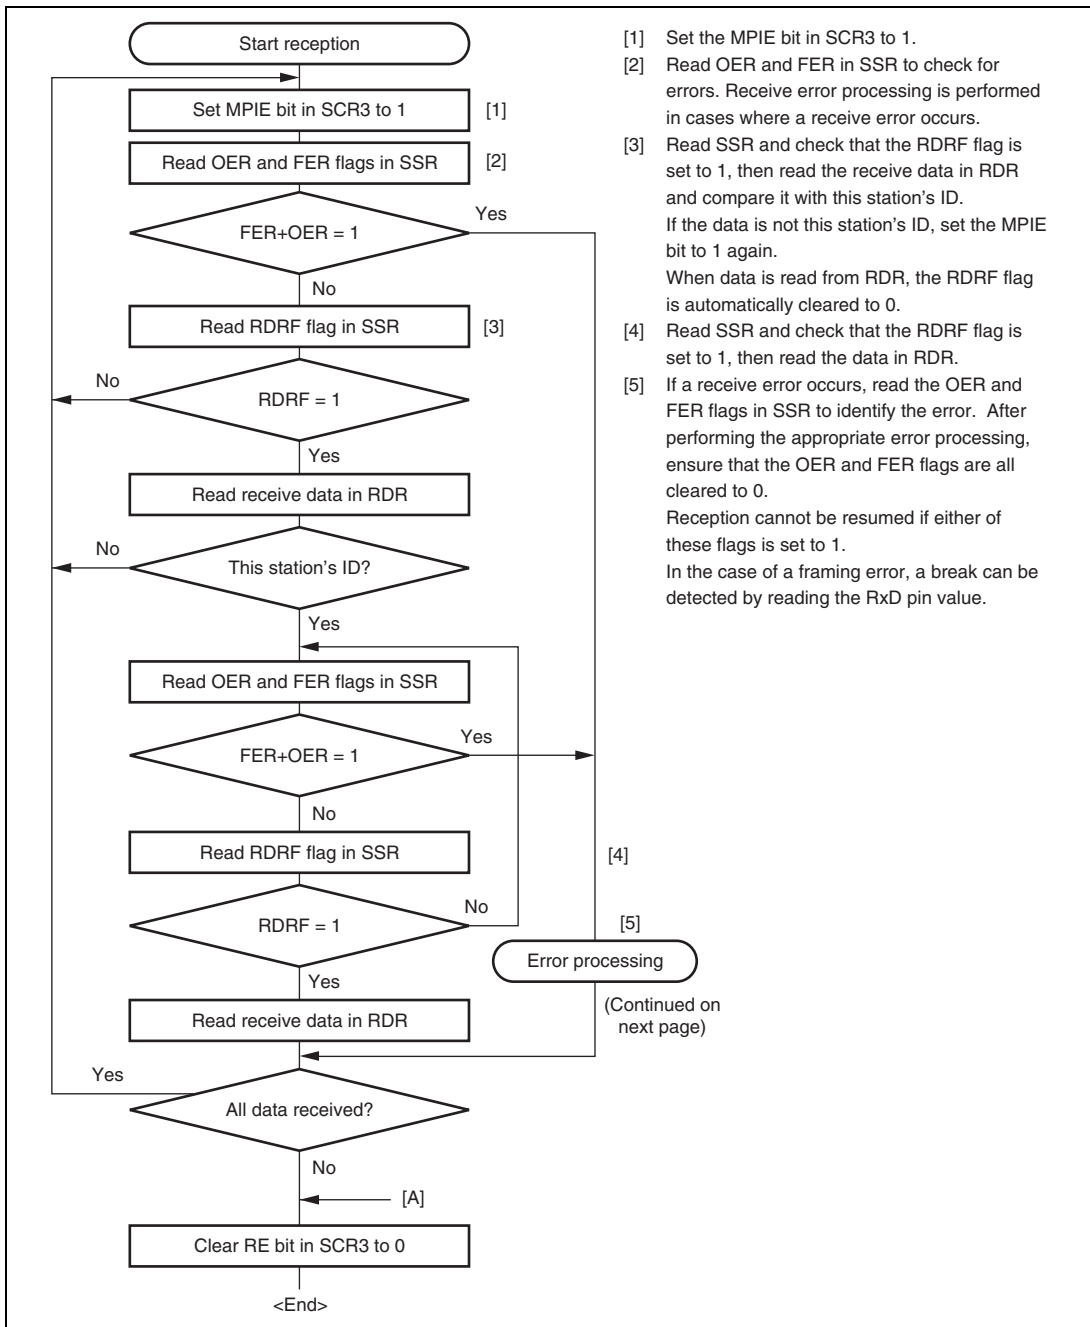 Start reception
Set MPIE bit in SCR3 to 1
[1]
Read OER and FER flags in SSR
[2]
Yes
FER+OER = 1
No
Read RDRF flag in SSR
[3]
No
RDRF = 1
Yes
Read receive data in RDR
No
This station's ID?
Yes
Read OER and FER flags in SSR
Yes
FER+OER = 1
No
Read RDRF flag in SSR
[4]
No
RDRF = 1
[5]
Error processing
Yes
(Continued on
next page)
Read receive data in RDR
Yes
All data received?
No
[A]
Clear RE bit in SCR3 to 0
<End>
[1] Set the MPIE bit in SCR3 to 1.
[2] Read OER and FER in SSR to check for
errors. Receive error processing is performed
in cases where a receive error occurs.
[3] Read SSR and check that the RDRF flag is
set to 1, then read the receive data in RDR
and compare it with this station's ID.
If the data is not this station's ID, set the MPIE
bit to 1 again.
When data is read from RDR, the RDRF flag
is automatically cleared to 0.
[4] Read SSR and check that the RDRF flag is
set to 1, then read the data in RDR.
[5] If a receive error occurs, read the OER and
FER flags in SSR to identify the error. After
performing the appropriate error processing,
ensure that the OER and FER flags are all
cleared to 0.
Reception cannot be resumed if either of
these flags is set to 1.
In the case of a framing error, a break can be
detected by reading the RxD pin value.